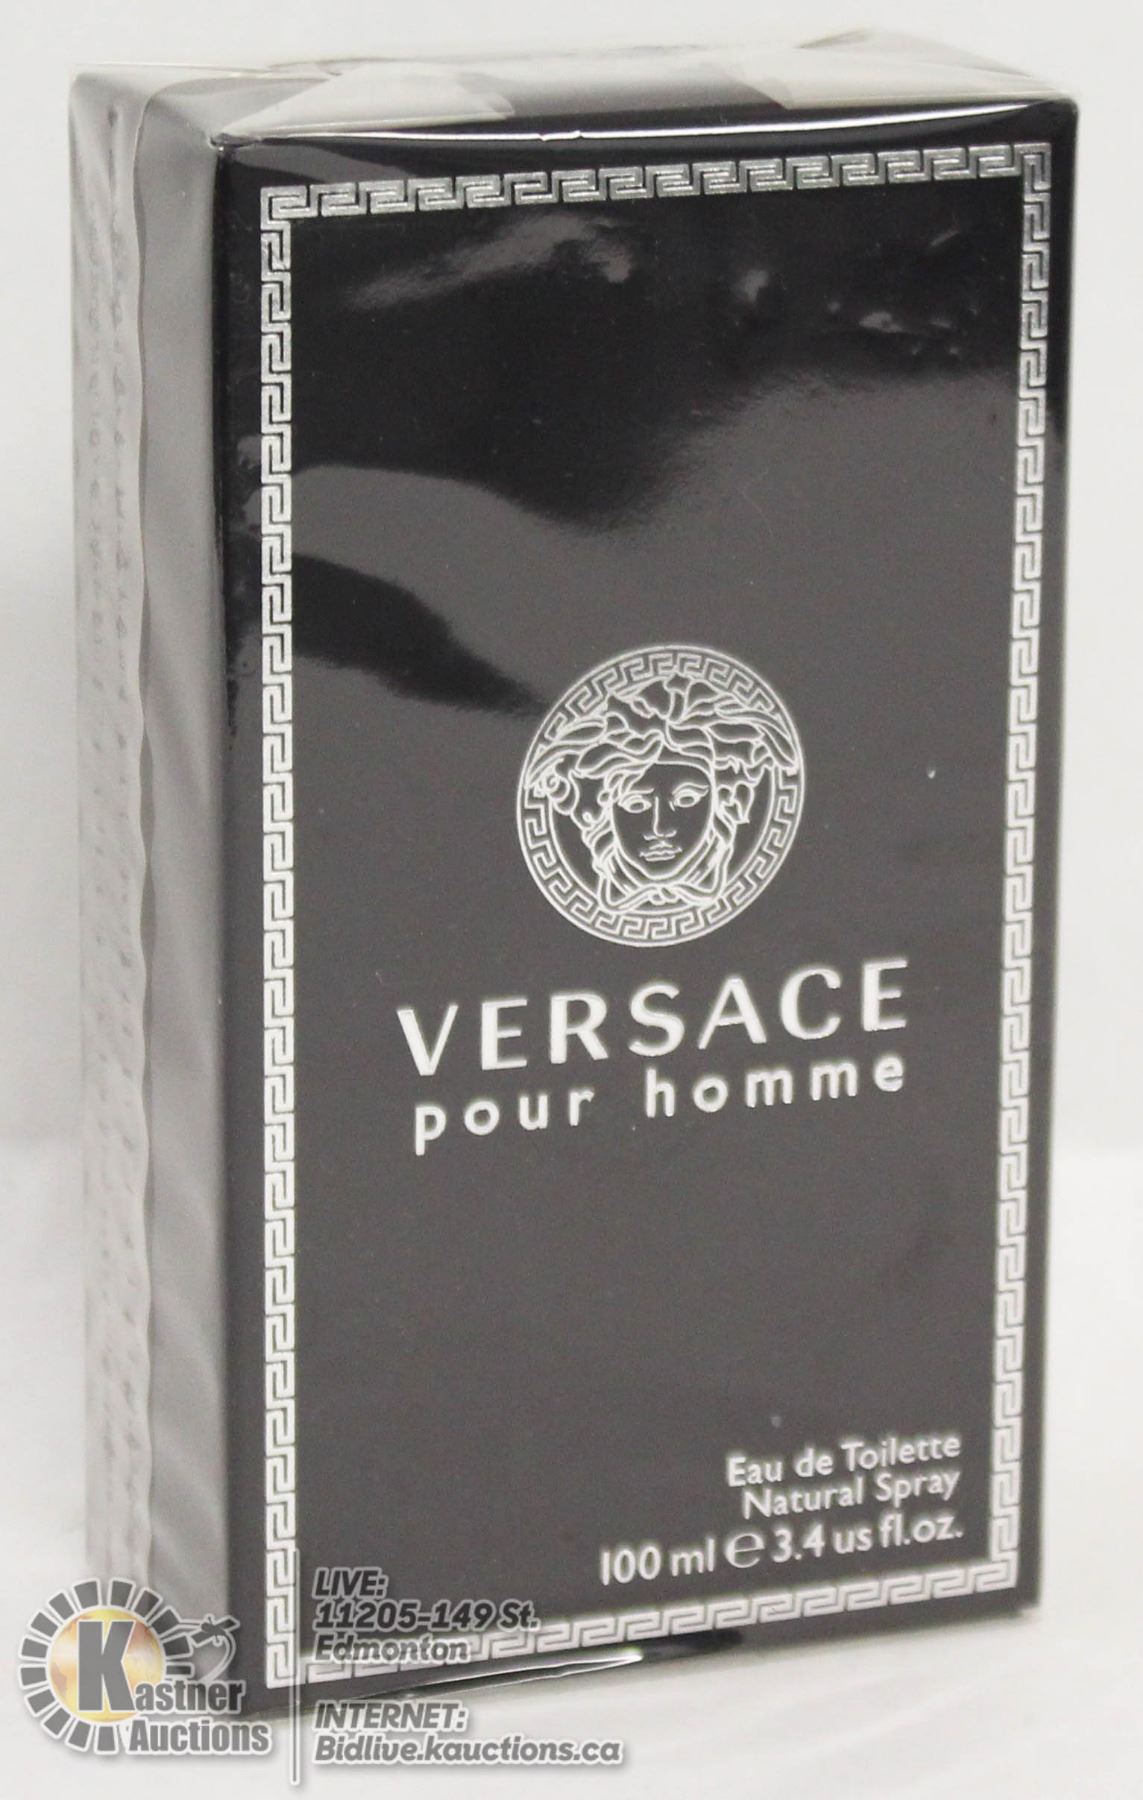 VERSACE
pour homme
Eau de Toilette
Natural Spray
100 ml e 3.4 us fl.oz.
LIVE:
11205-149 St.
Edmonton
INTERNET:
Bidlive.kauctions.ca
Kastner
Auctions